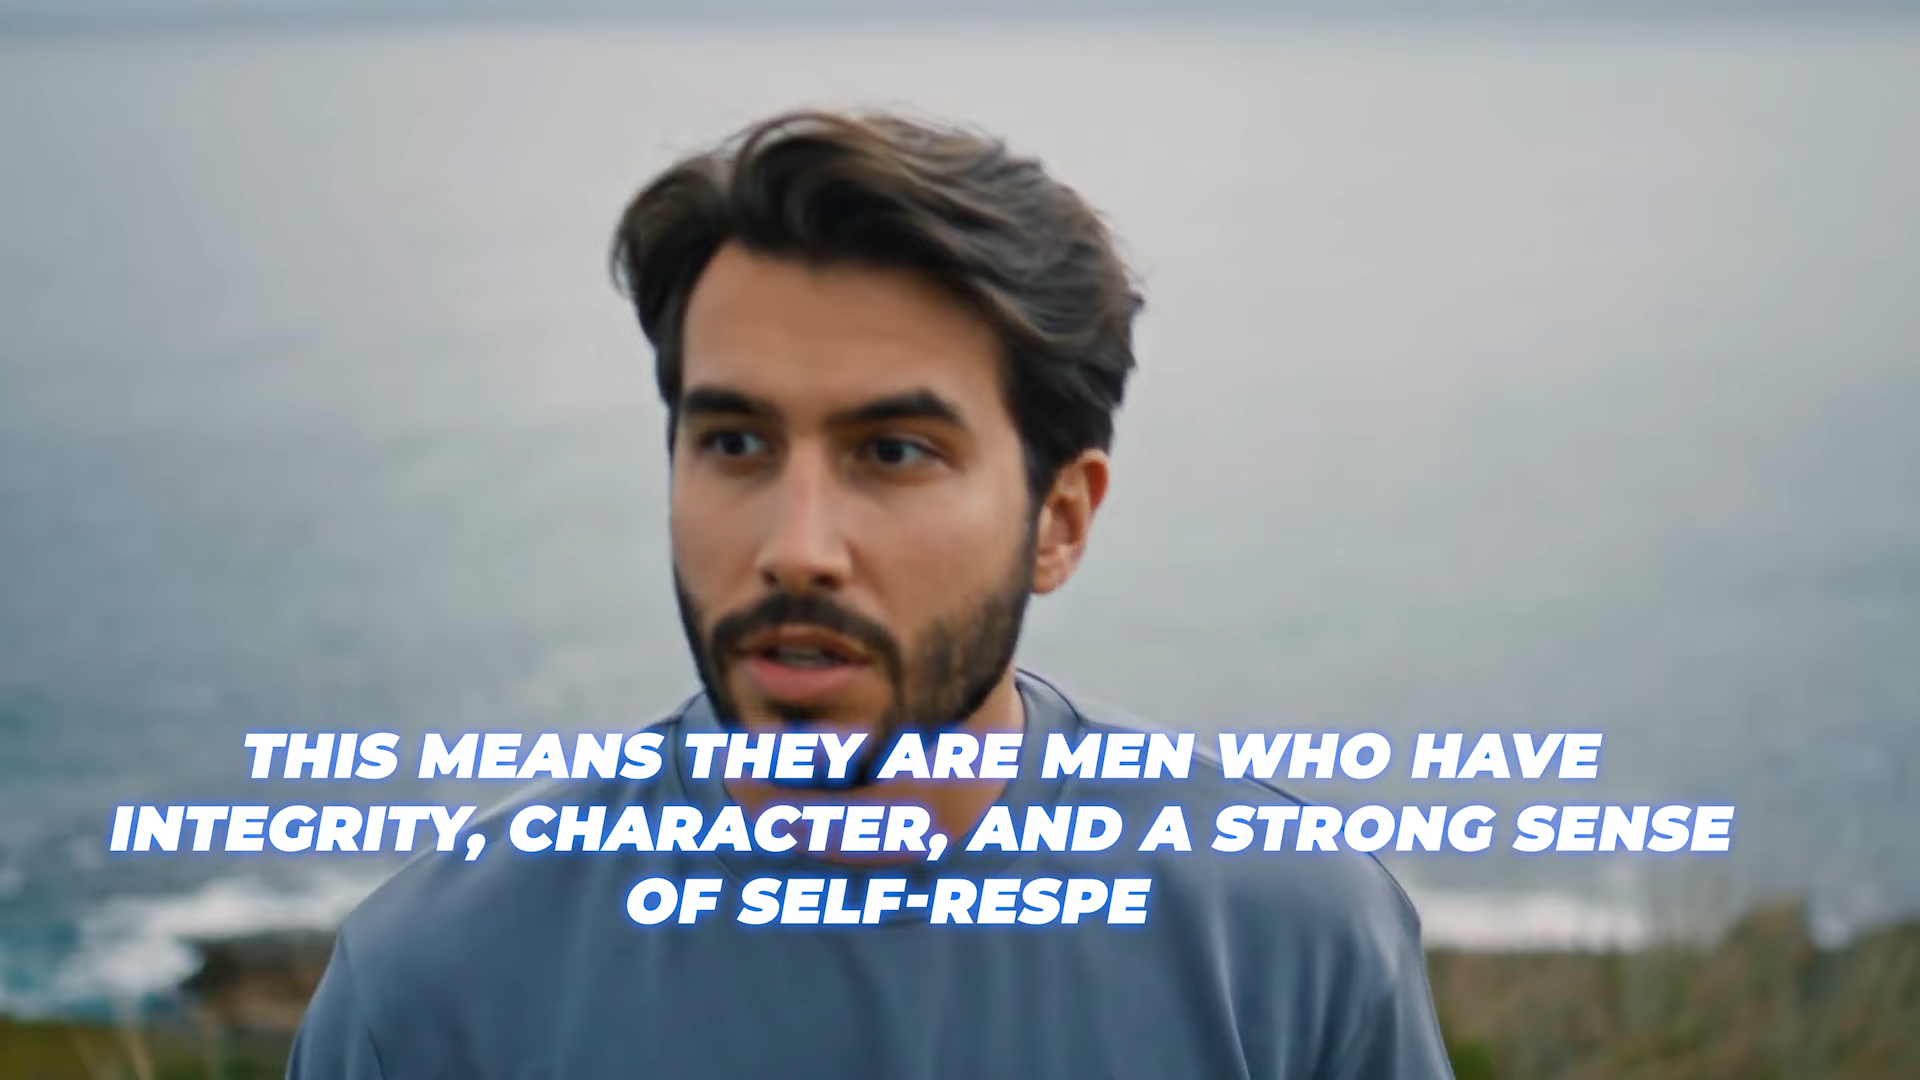 THIS MEANS THEY ARE MEN WHO HAVE
INTEGRITY, CHARACTER, AND A STRONG SENSE
OF SELF-RESPE